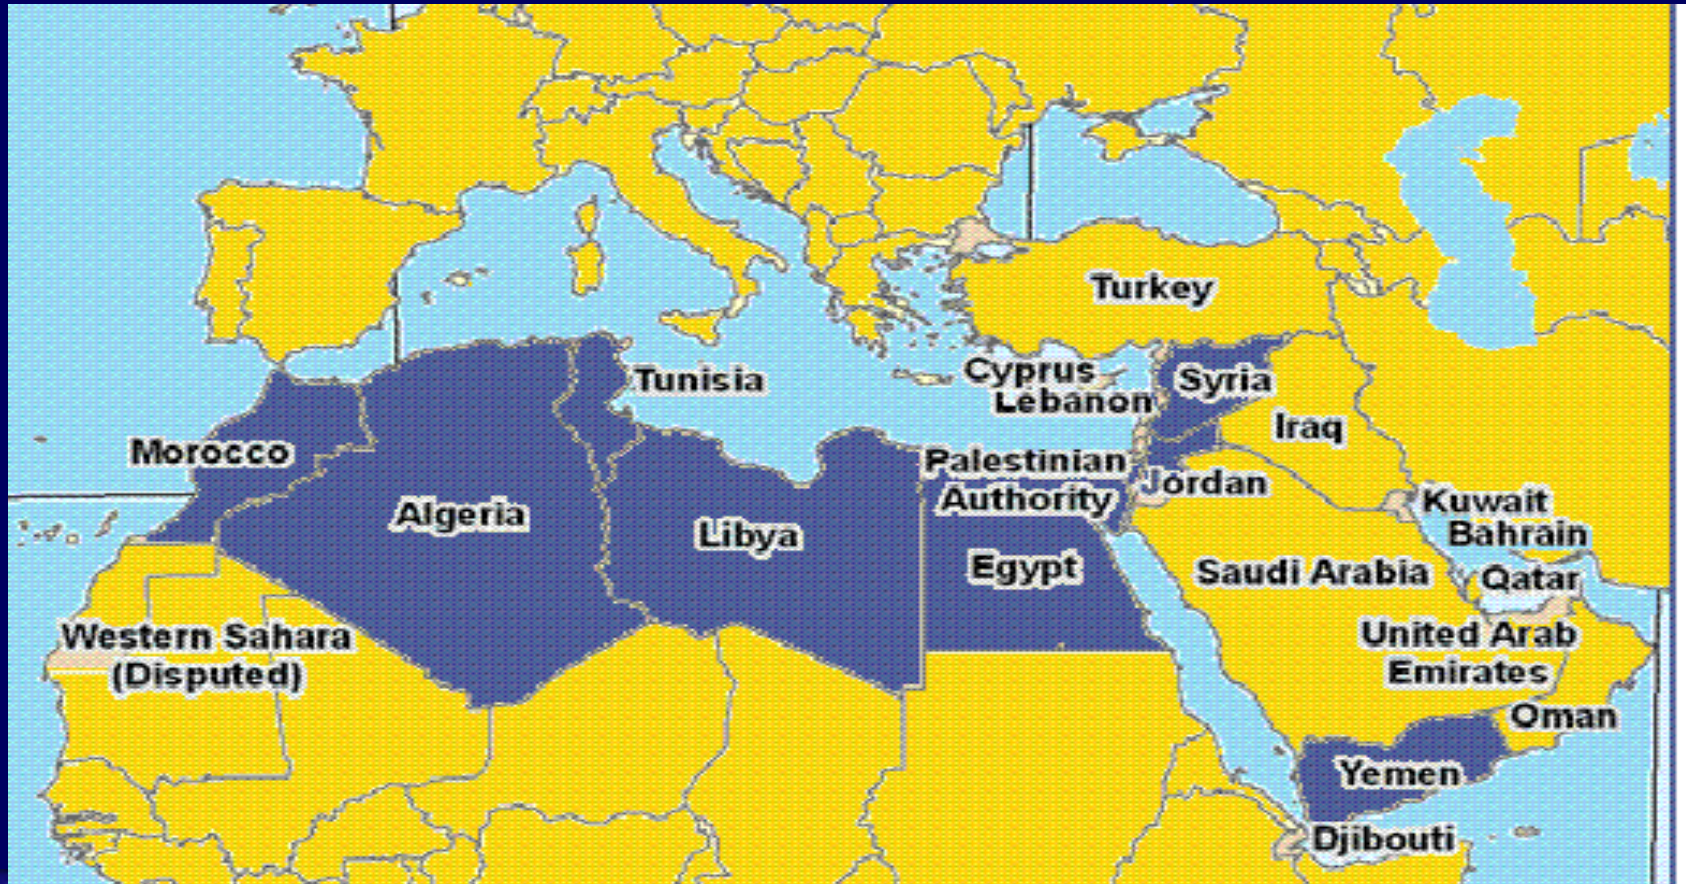 Turkey
Tunisia
Cyprus
Lebanon
Syria
Iraq
Morocco
Palestinian
Authority
Jordan
Kuwait
Bahrain
Algeria
Libya
Egypt
Saudi Arabia
Qatar
Western Sahara
(Disputed)
United Arab
Emirates
Oman
Yemen
Djibouti